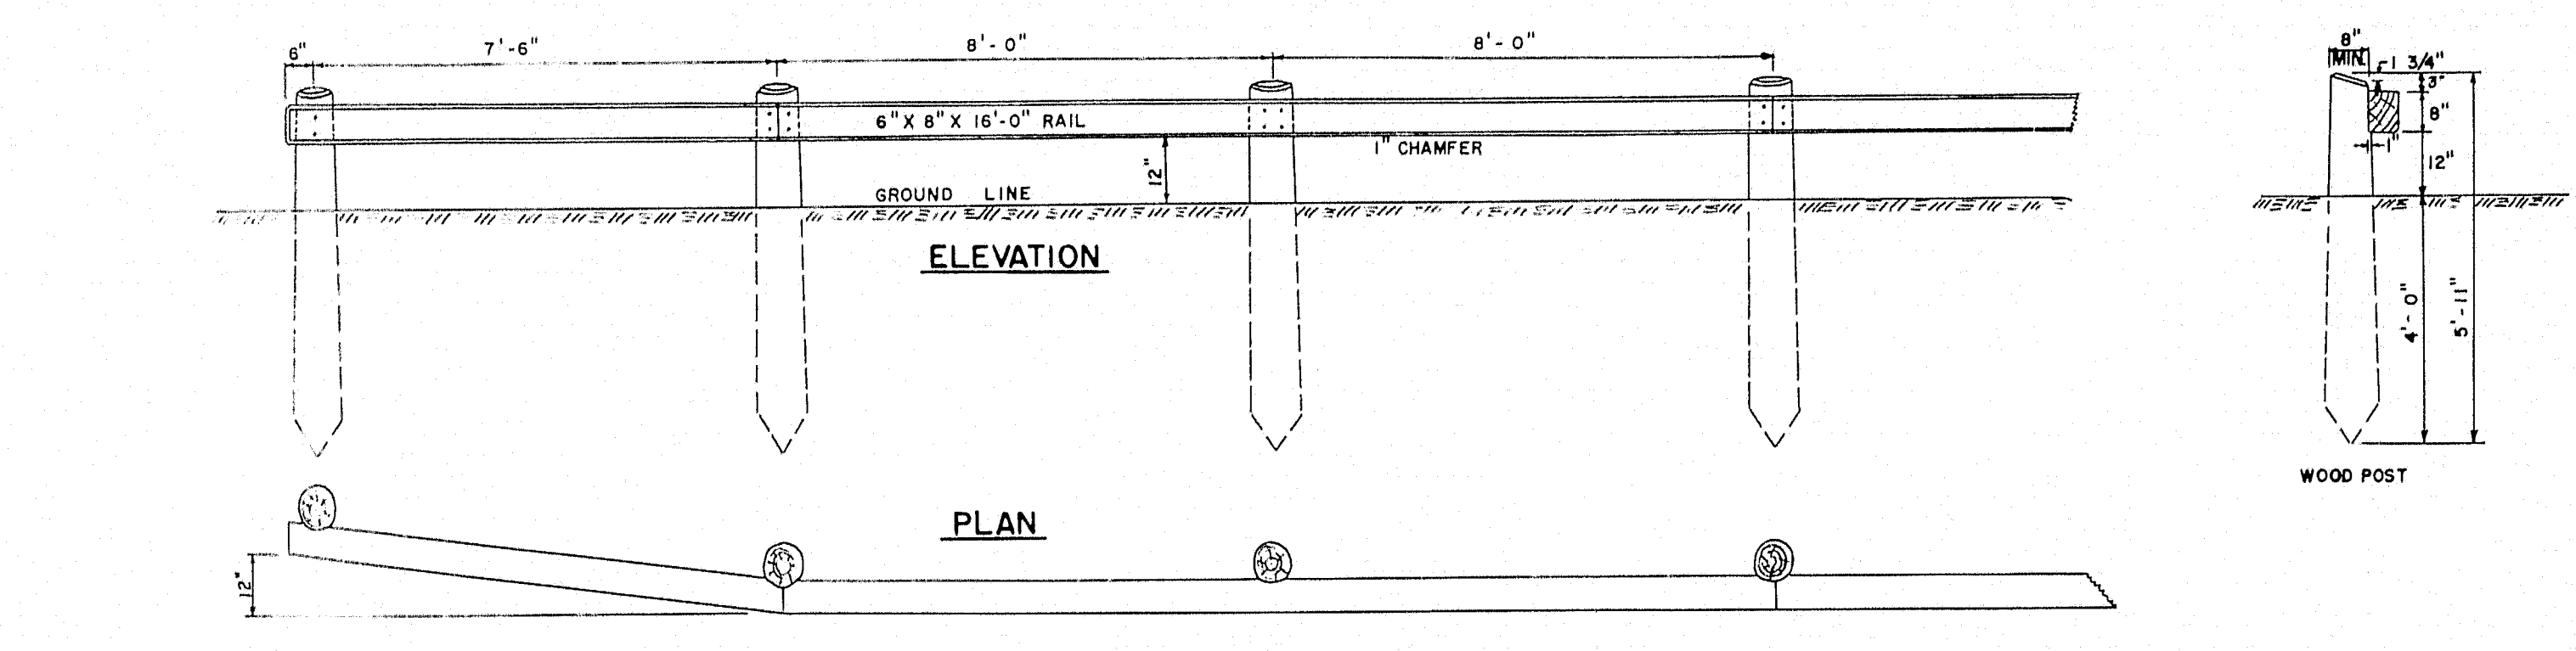 6" 7'-6" 8'-0" 8'-0"
6" X 8" X 16'-0" RAIL
1" CHAMFER
12"
GROUND LINE
ELEVATION
PLAN
12"
8"
MIN.
1 3/4"
3"
8"
1"
12"
4'-0"
5'-11"
WOOD POST